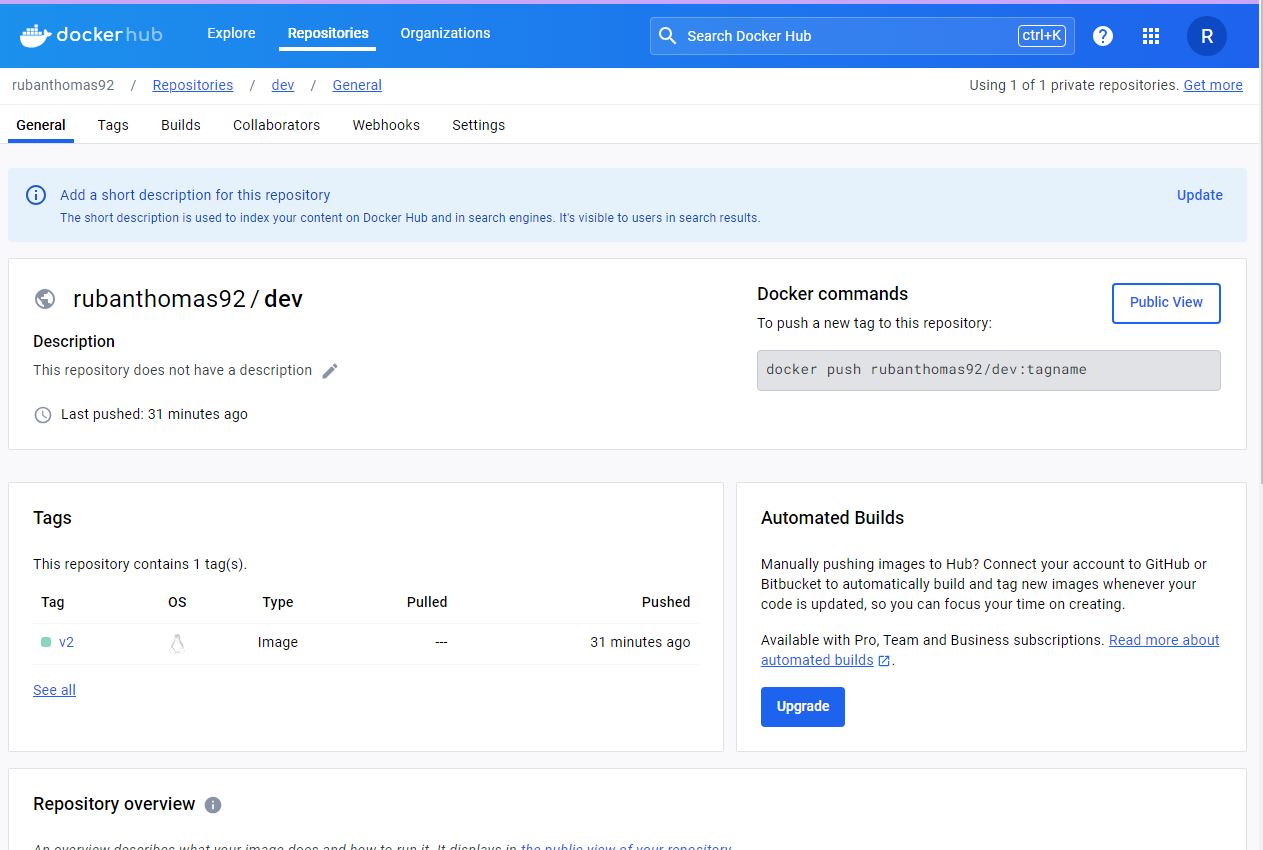 dockerhub Explore Repositories Organizations Search Docker Hub ctrl+K ? R
rubanthomas92 / Repositories / dev / General Using 1 of 1 private repositories. Get more
General Tags Builds Collaborators Webhooks Settings
Add a short description for this repository Update
The short description is used to index your content on Docker Hub and in search engines. It's visible to users in search results.
rubanthomas92 / dev
Description
This repository does not have a description
Last pushed: 31 minutes ago
Docker commands Public View
To push a new tag to this repository:
docker push rubanthomas92/dev:tagname
Tags
This repository contains 1 tag(s).
Tag OS Type Pulled Pushed
v2 Image --- 31 minutes ago
See all
Automated Builds
Manually pushing images to Hub? Connect your account to GitHub or
Bitbucket to automatically build and tag new images whenever your
code is updated, so you can focus your time on creating.
Available with Pro, Team and Business subscriptions. Read more about
automated builds .
Upgrade
Repository overview
An overview describes what your image does and how to run it. It displays in the public view of your repository